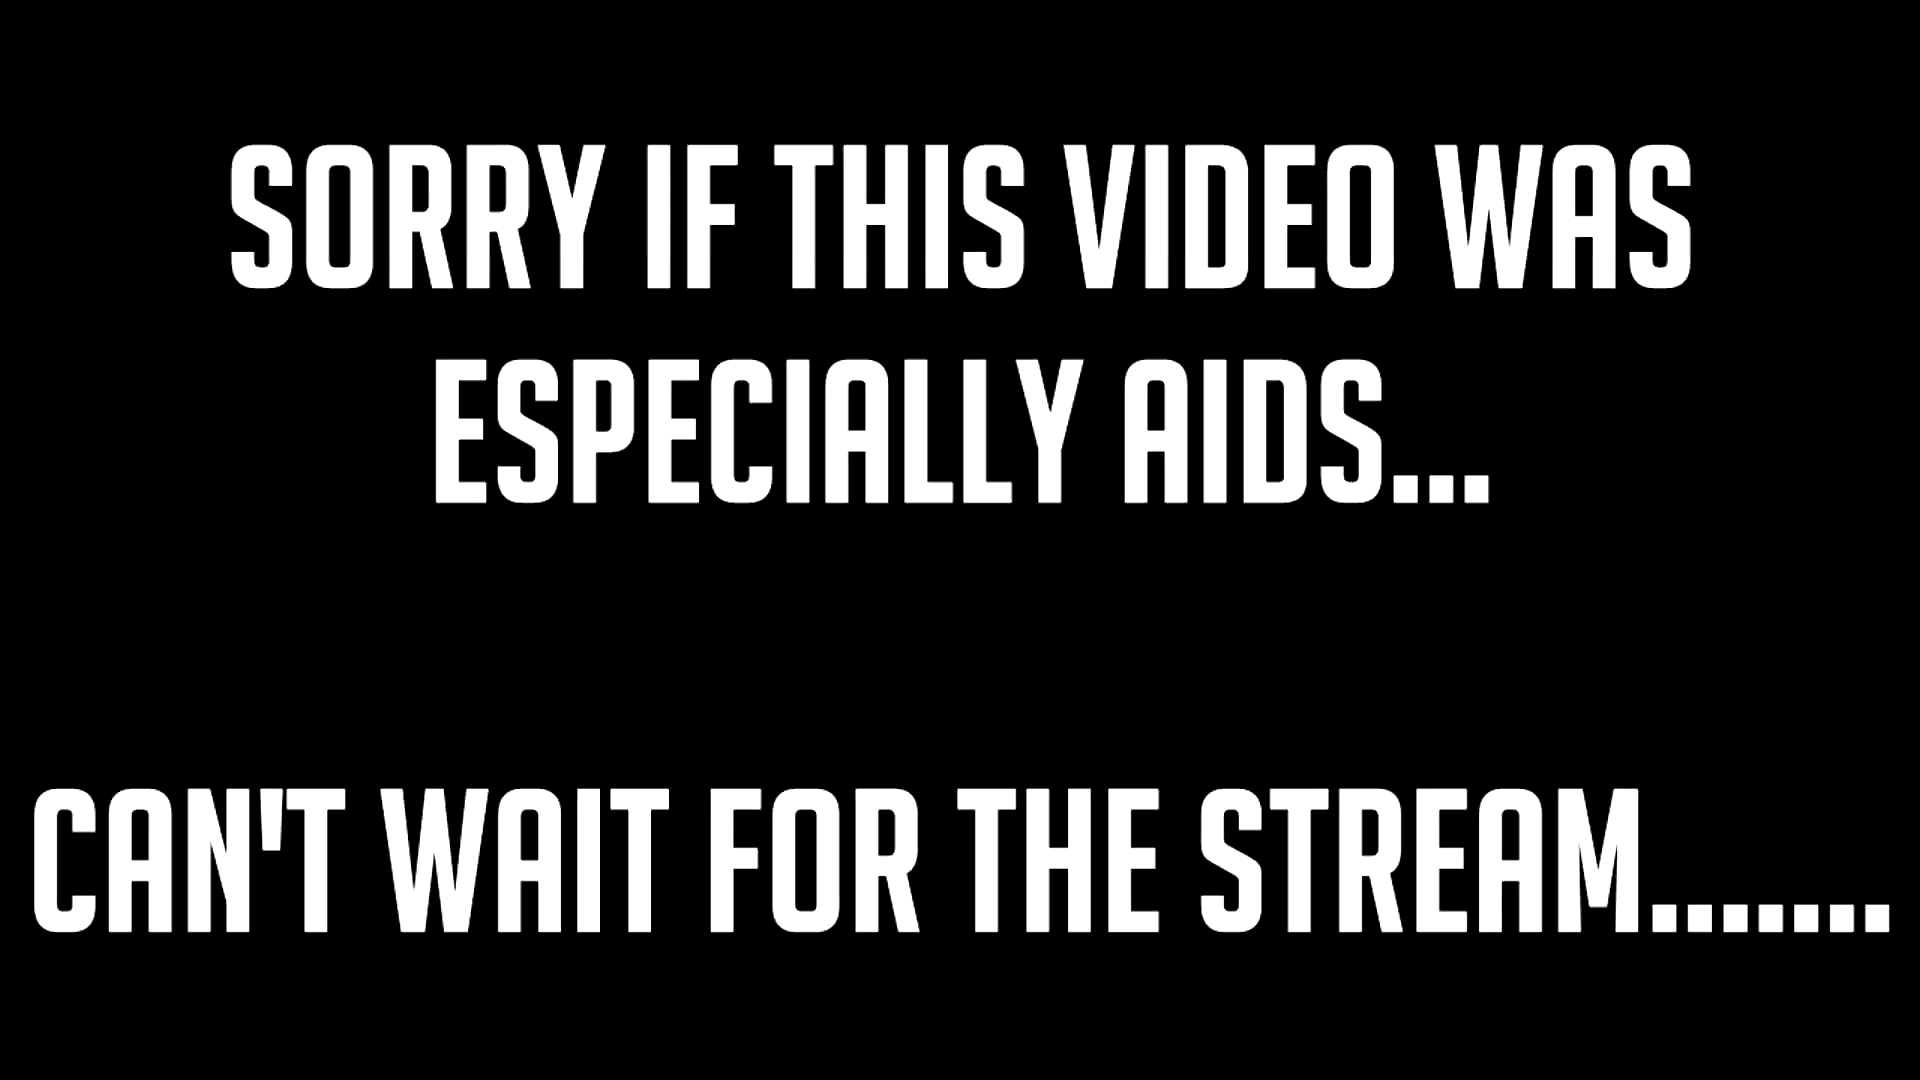 SORRY IF THIS VIDEO WAS
ESPECIALLY AIDS...
CAN'T WAIT FOR THE STREAM.......